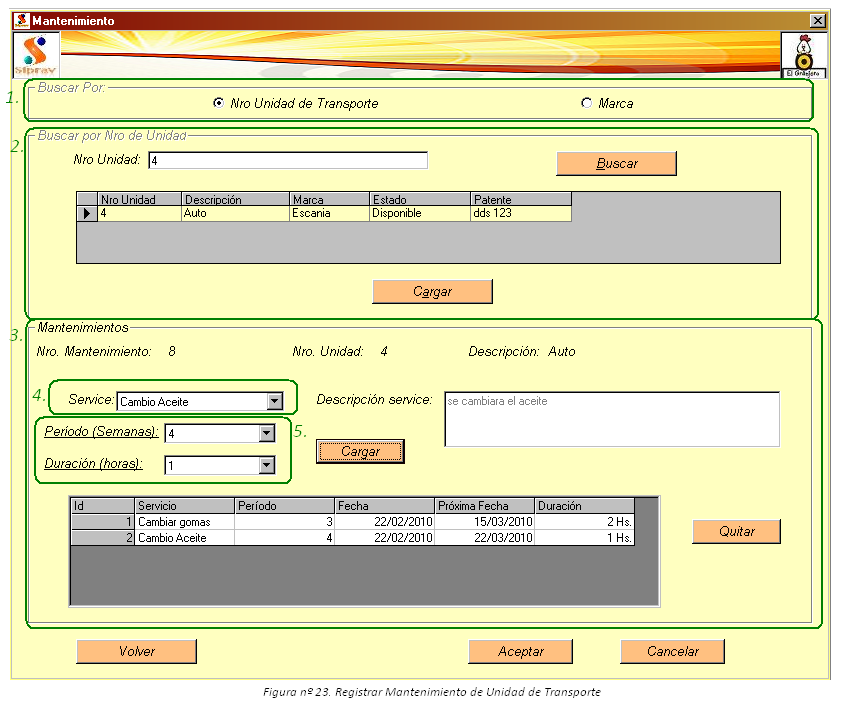 Mantenimiento
Siprav
El Granjero
1. Buscar Por:
Nro Unidad de Transporte Marca
2. Buscar por Nro de Unidad
Nro Unidad: 4 Buscar
Nro Unidad Descripción Marca Estado Patente
4 Auto Escania Disponible dds 123
Cargar
3. Mantenimientos
Nro. Mantenimiento: 8 Nro. Unidad: 4 Descripción: Auto
4. Service: Cambio Aceite Descripción service: se cambiara el aceite
Periodo (Semanas): 4 5.
Cargar
Duración (horas): 1
Id Servicio Período Fecha Próxima Fecha Duración
1 Cambiar gomas 3 22/02/2010 15/03/2010 2 Hs.
2 Cambio Aceite 4 22/02/2010 22/03/2010 1 Hs.
Quitar
Volver Aceptar Cancelar
Figura nº 23. Registrar Mantenimiento de Unidad de Transporte